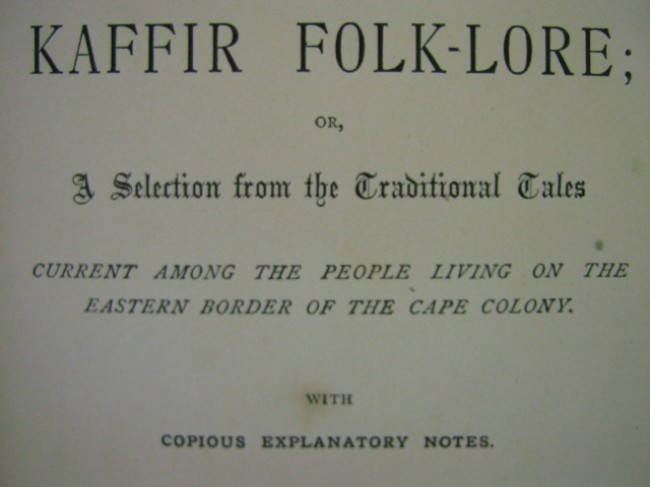 KAFFIR FOLK-LORE;
OR,
A Selection from the Traditional Tales
CURRENT AMONG THE PEOPLE LIVING ON THE
EASTERN BORDER OF THE CAPE COLONY.
WITH
COPIOUS EXPLANATORY NOTES.